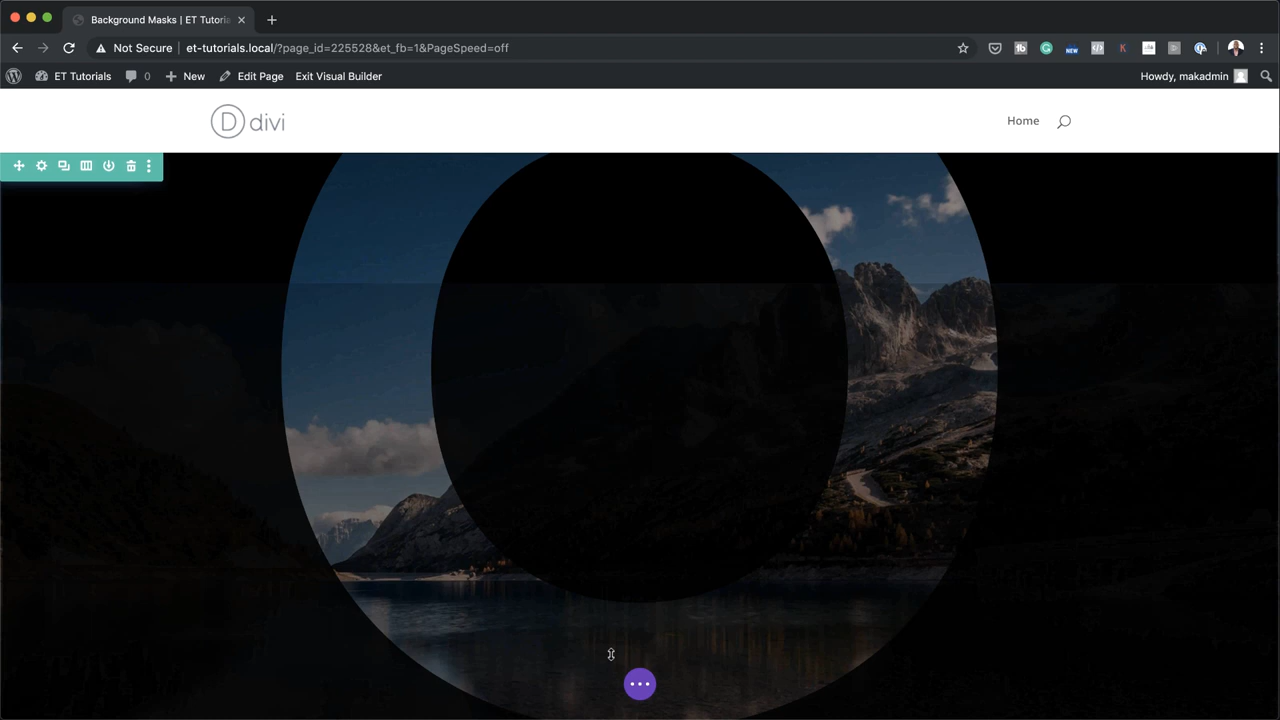 Background Masks | ET Tutoria
Not Secure
et-tutorials.local/?page_id=225528&et_fb=1&PageSpeed=off
ET Tutorials
0
New
Edit Page
Exit Visual Builder
Howdy, makadmin
D divi
Home